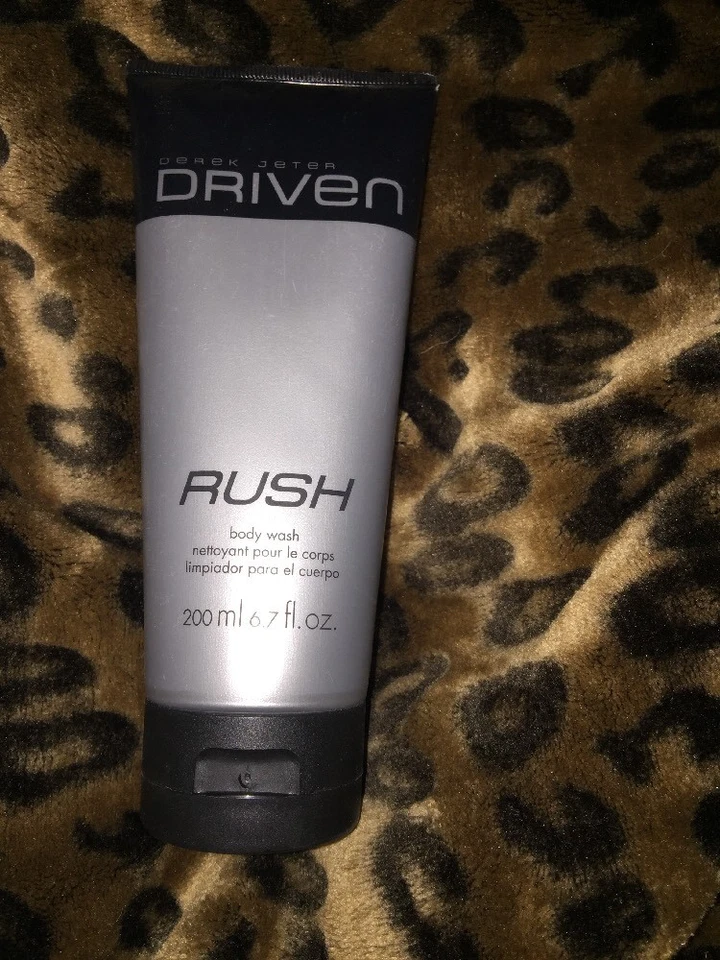 DEREK JETER
DRIVEN
RUSH
body wash
nettoyant pour le corps
limpiador para el cuerpo
200 ml 6.7 fl. oz.